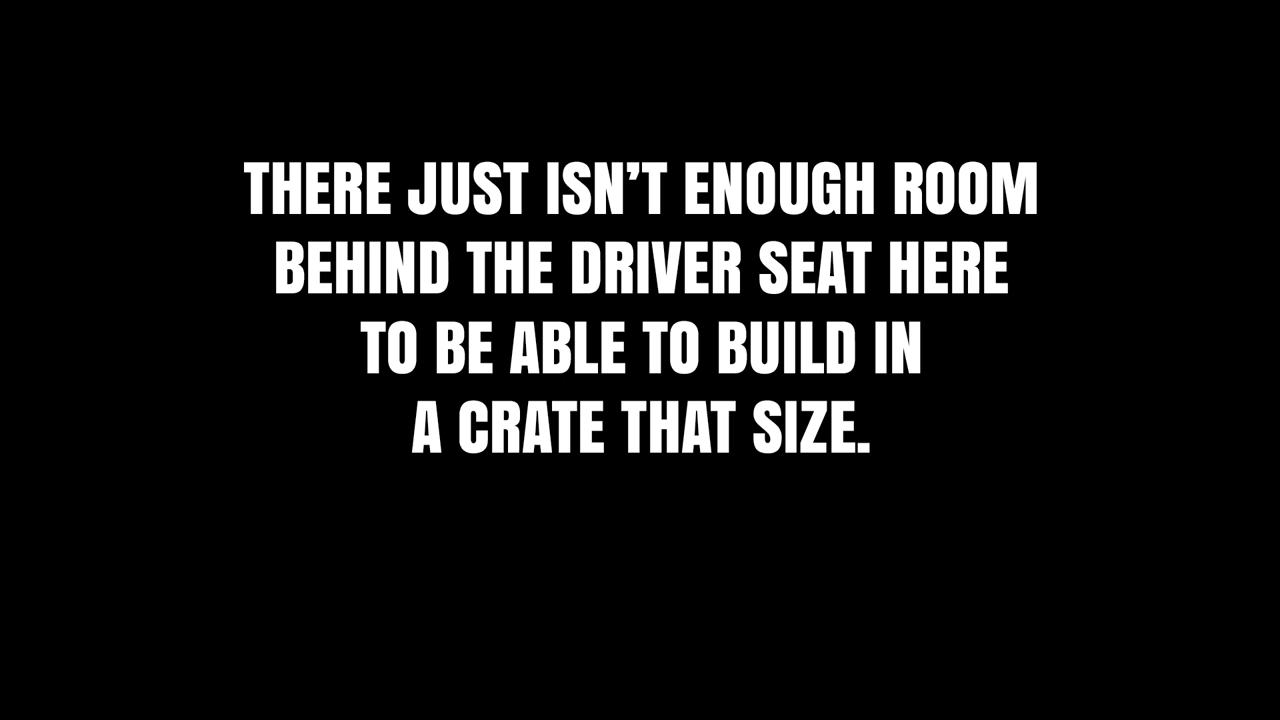 THERE JUST ISN’T ENOUGH ROOM
BEHIND THE DRIVER SEAT HERE
TO BE ABLE TO BUILD IN
A CRATE THAT SIZE.